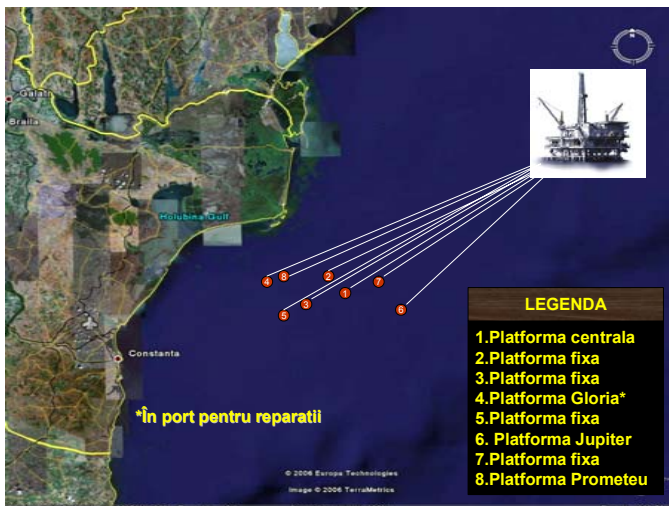 N
Galati
Braila
Holubina Gulf
4
8
2
7
1
3
5
6
Constanta
*În port pentru reparatii
LEGENDA
1.Platforma centrala
2.Platforma fixa
3.Platforma fixa
4.Platforma Gloria*
5.Platforma fixa
6. Platforma Jupiter
7.Platforma fixa
8.Platforma Prometeu
© 2006 Europa Technologies
Image © 2006 TerraMetrics